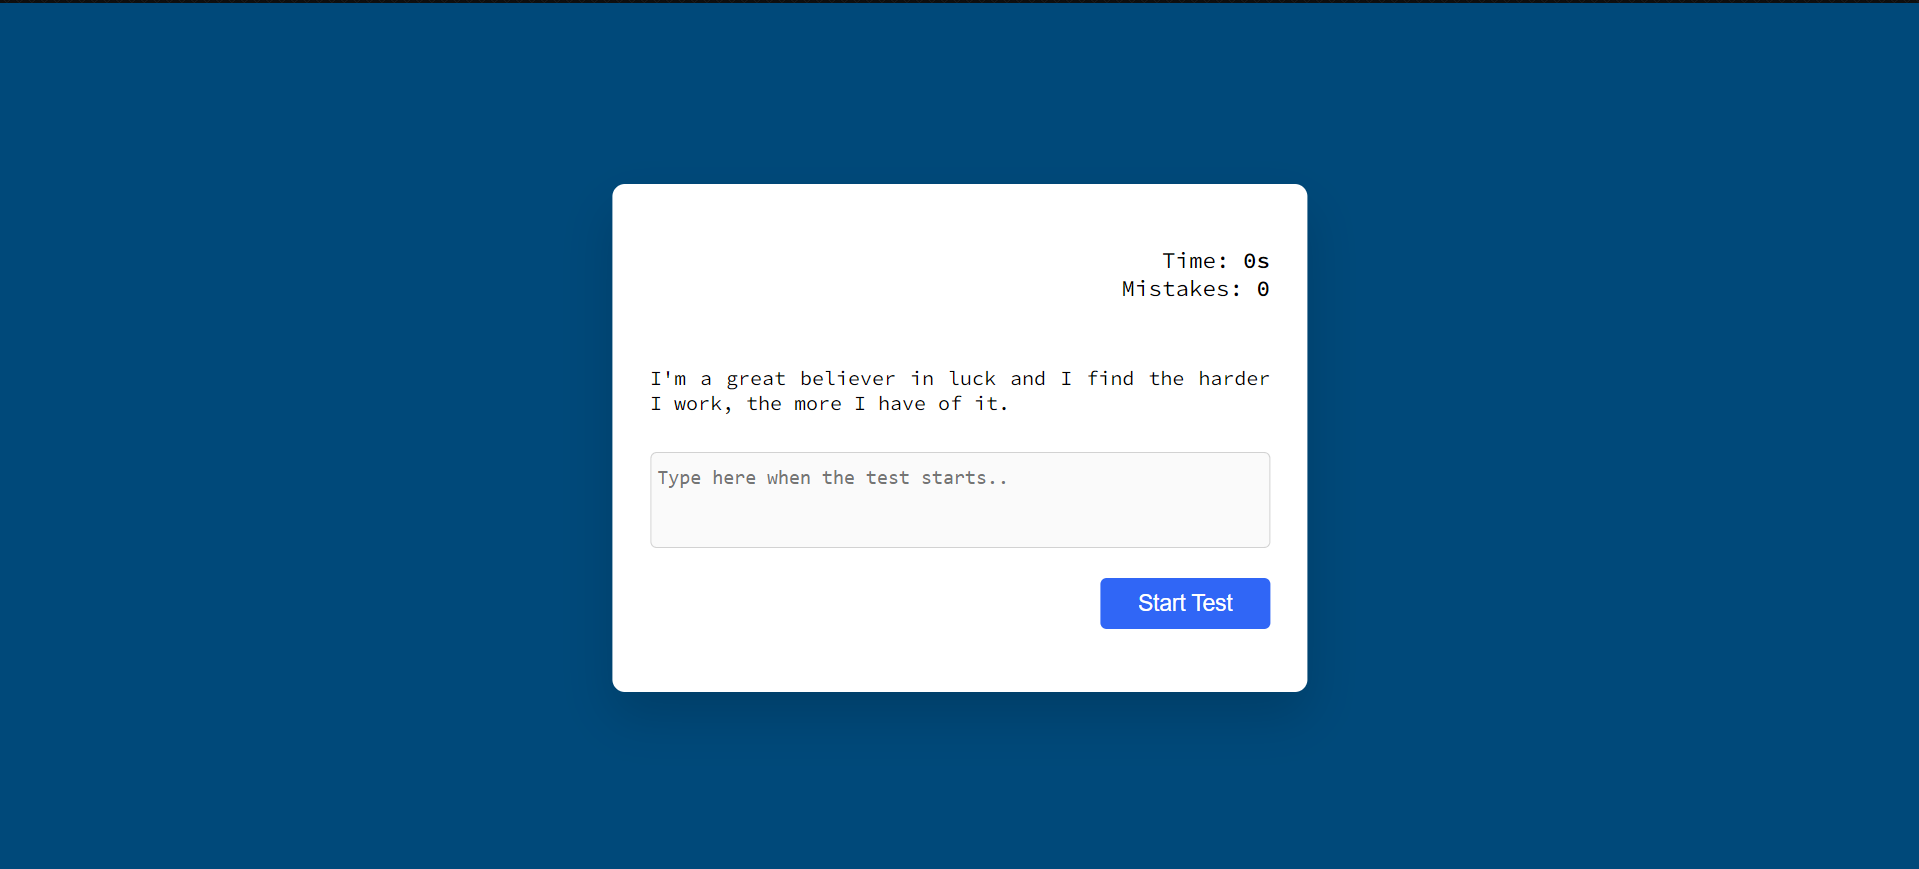 Time: 0s
Mistakes: 0
I'm a great believer in luck and I find the harder
I work, the more I have of it.
Type here when the test starts..
Start Test